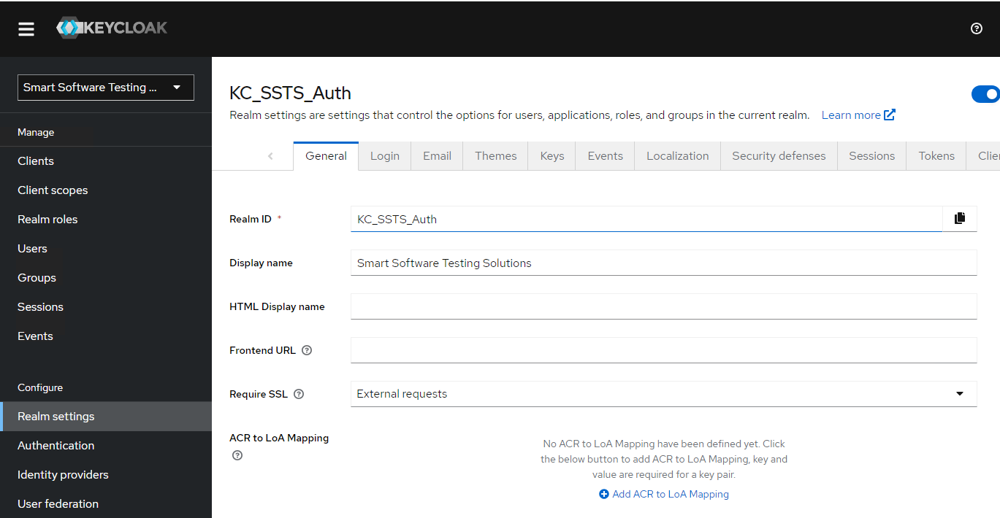 KEYCLOAK
Smart Software Testing ...
Manage
Clients
Client scopes
Realm roles
Users
Groups
Sessions
Events
Configure
Realm settings
Authentication
Identity providers
User federation
KC_SSTS_Auth
Realm settings are settings that control the options for users, applications, roles, and groups in the current realm. Learn more
General Login Email Themes Keys Events Localization Security defenses Sessions Tokens Clie
Realm ID * KC_SSTS_Auth
Display name Smart Software Testing Solutions
HTML Display name
Frontend URL ?
Require SSL ? External requests
ACR to LoA Mapping
?
No ACR to LoA Mapping have been defined yet. Click
the below button to add ACR to LoA Mapping, key and
value are required for a key pair.
Add ACR to LoA Mapping